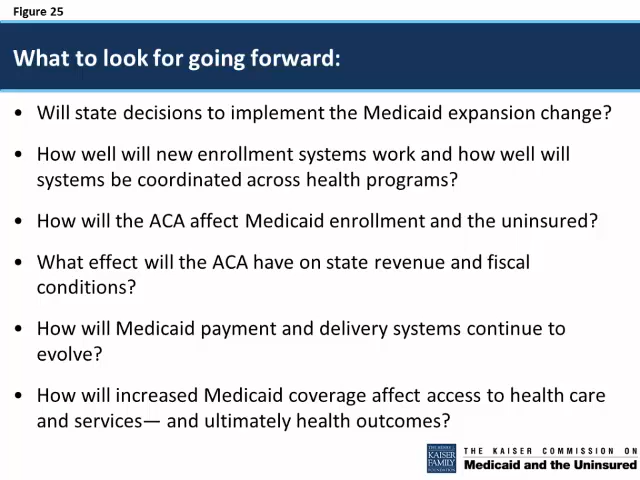 Figure 25
What to look for going forward:
• Will state decisions to implement the Medicaid expansion change?
• How well will new enrollment systems work and how well will
systems be coordinated across health programs?
• How will the ACA affect Medicaid enrollment and the uninsured?
• What effect will the ACA have on state revenue and fiscal
conditions?
• How will Medicaid payment and delivery systems continue to
evolve?
• How will increased Medicaid coverage affect access to health care
and services— and ultimately health outcomes?
THE HENRY J.
KAISER
FAMILY
FOUNDATION
THE KAISER COMMISSION ON
Medicaid and the Uninsured